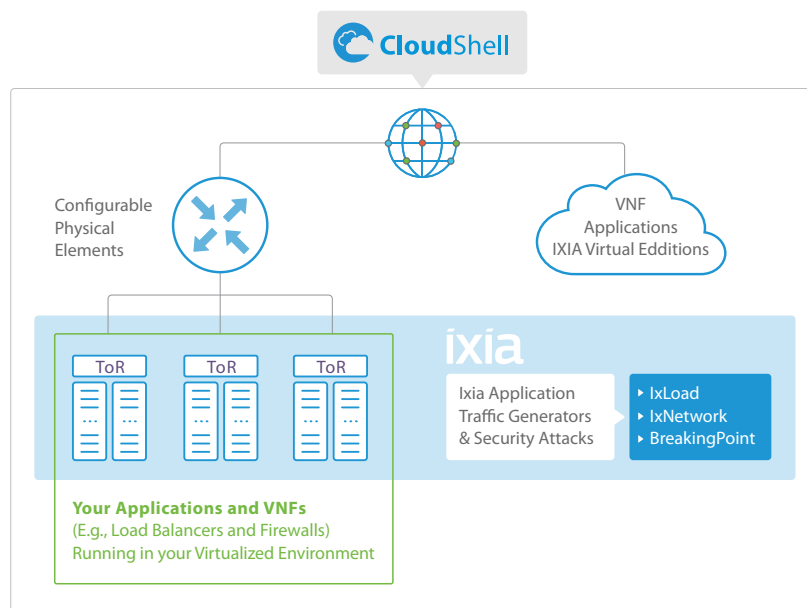 CloudShell
Configurable
Physical
Elements
VNF
Applications
IXIA Virtual Edditions
ToR
ToR
ToR
ixia
Ixia Application
Traffic Generators
& Security Attacks
IxLoad
IxNetwork
BreakingPoint
Your Applications and VNFs
(E.g., Load Balancers and Firewalls)
Running in your Virtualized Environment